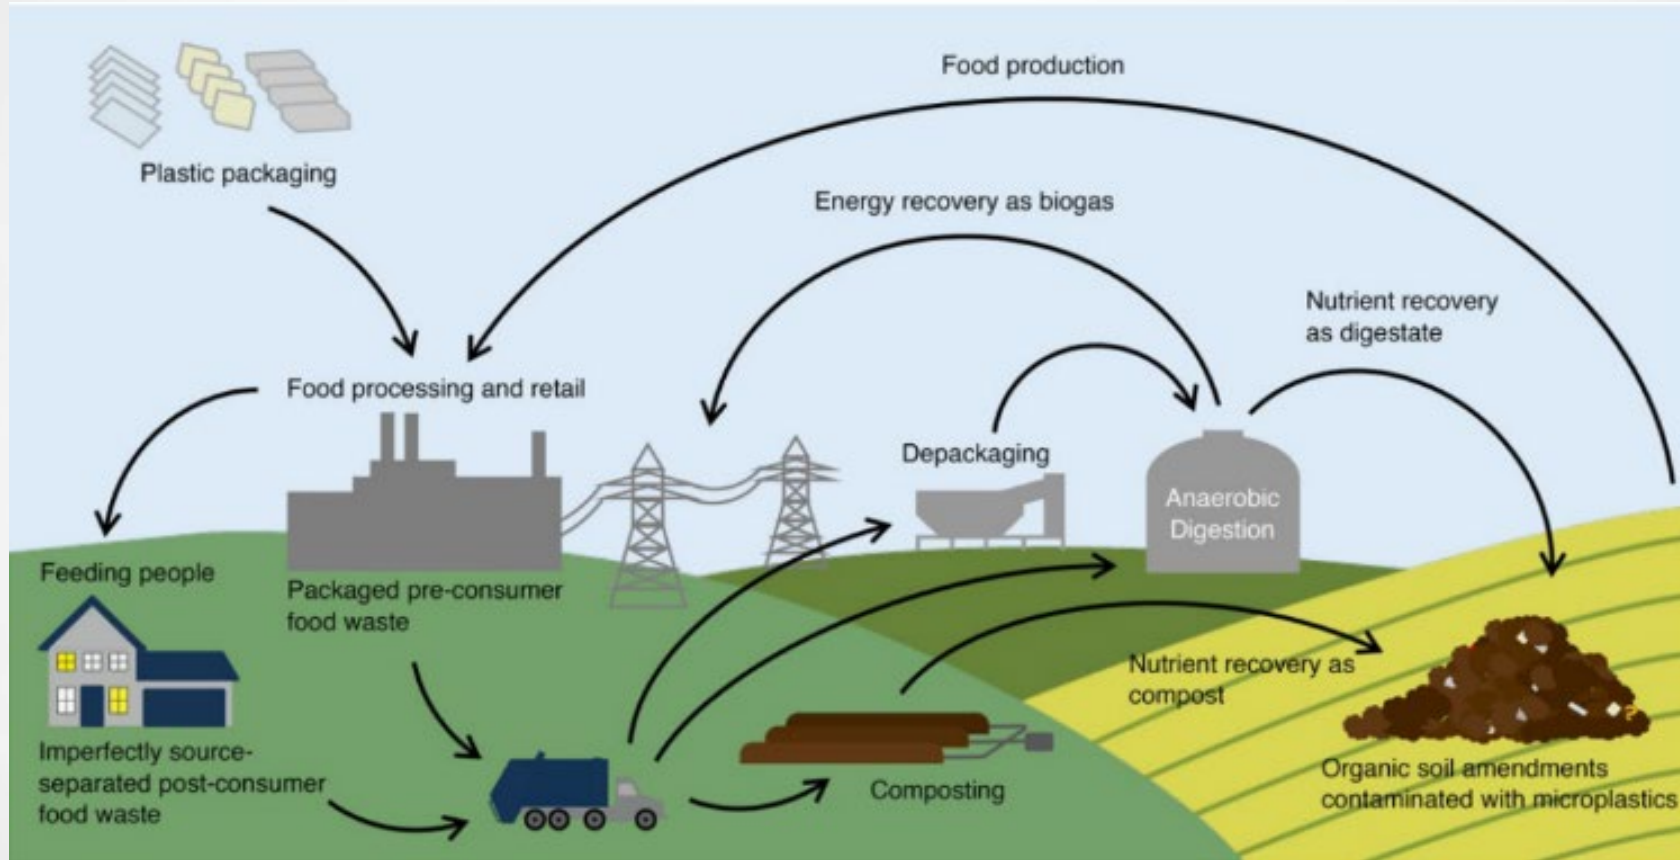 Food production
Plastic packaging
Energy recovery as biogas
Nutrient recovery
as digestate
Food processing and retail
Depackaging
Anaerobic
Digestion
Feeding people
Packaged pre-consumer
food waste
Nutrient recovery as
compost
Imperfectly source-
separated post-consumer
food waste
Composting
Organic soil amendments
contaminated with microplastics